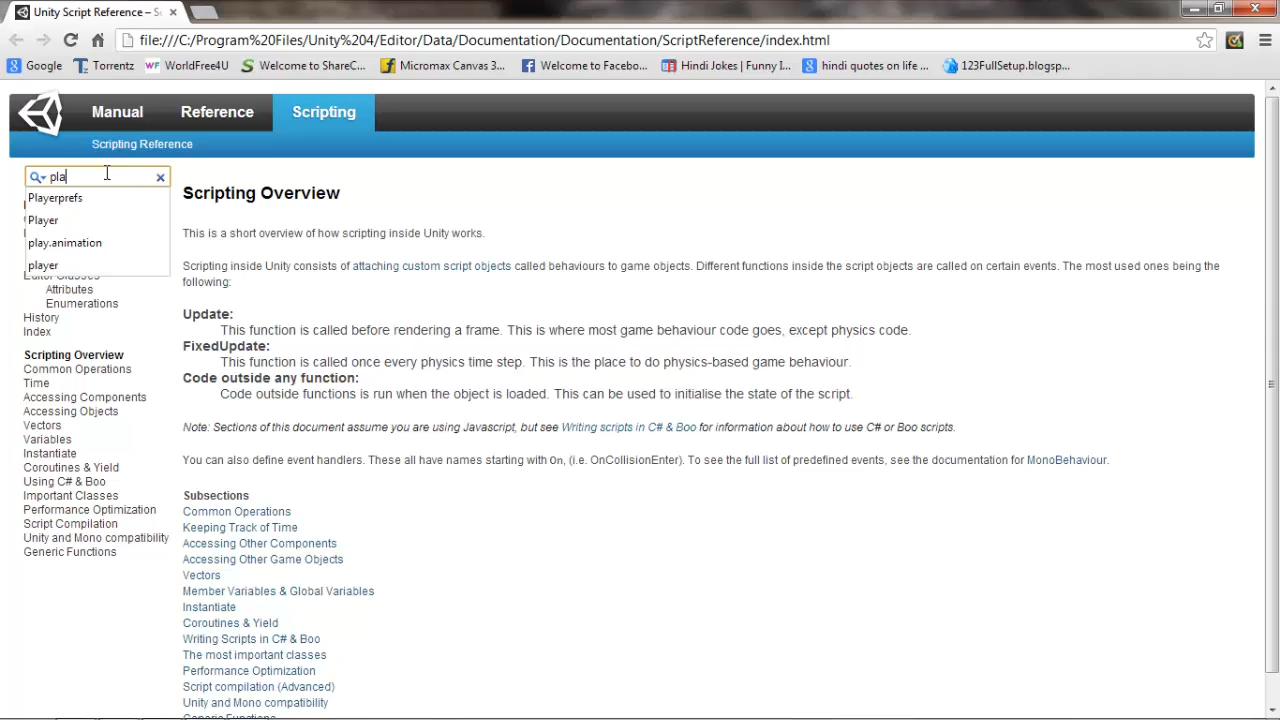 Unity Script Reference – Sc
file:///C:/Program%20Files/Unity%204/Editor/Data/Documentation/Documentation/ScriptReference/index.html
Google Torrentz WorldFree4U Welcome to ShareC... Micromax Canvas 3... Welcome to Facebo... Hindi Jokes | Funny I... hindi quotes on life ... 123FullSetup.blogsp...
Manual Reference Scripting
Scripting Reference
pla
Playerprefs
Player
play.animation
player
Attributes
Enumerations
History
Index
Scripting Overview
Common Operations
Time
Accessing Components
Accessing Objects
Vectors
Variables
Instantiate
Coroutines & Yield
Using C# & Boo
Important Classes
Performance Optimization
Script Compilation
Unity and Mono compatibility
Generic Functions
Scripting Overview
This is a short overview of how scripting inside Unity works.
Scripting inside Unity consists of attaching custom script objects called behaviours to game objects. Different functions inside the script objects are called on certain events. The most used ones being the
following:
Update:
This function is called before rendering a frame. This is where most game behaviour code goes, except physics code.
FixedUpdate:
This function is called once every physics time step. This is the place to do physics-based game behaviour.
Code outside any function:
Code outside functions is run when the object is loaded. This can be used to initialise the state of the script.
Note: Sections of this document assume you are using Javascript, but see Writing scripts in C# & Boo for information about how to use C# or Boo scripts.
You can also define event handlers. These all have names starting with On, (i.e. OnCollisionEnter). To see the full list of predefined events, see the documentation for MonoBehaviour.
Subsections
Common Operations
Keeping Track of Time
Accessing Other Components
Accessing Other Game Objects
Vectors
Member Variables & Global Variables
Instantiate
Coroutines & Yield
Writing Scripts in C# & Boo
The most important classes
Performance Optimization
Script compilation (Advanced)
Unity and Mono compatibility
Generic Functions